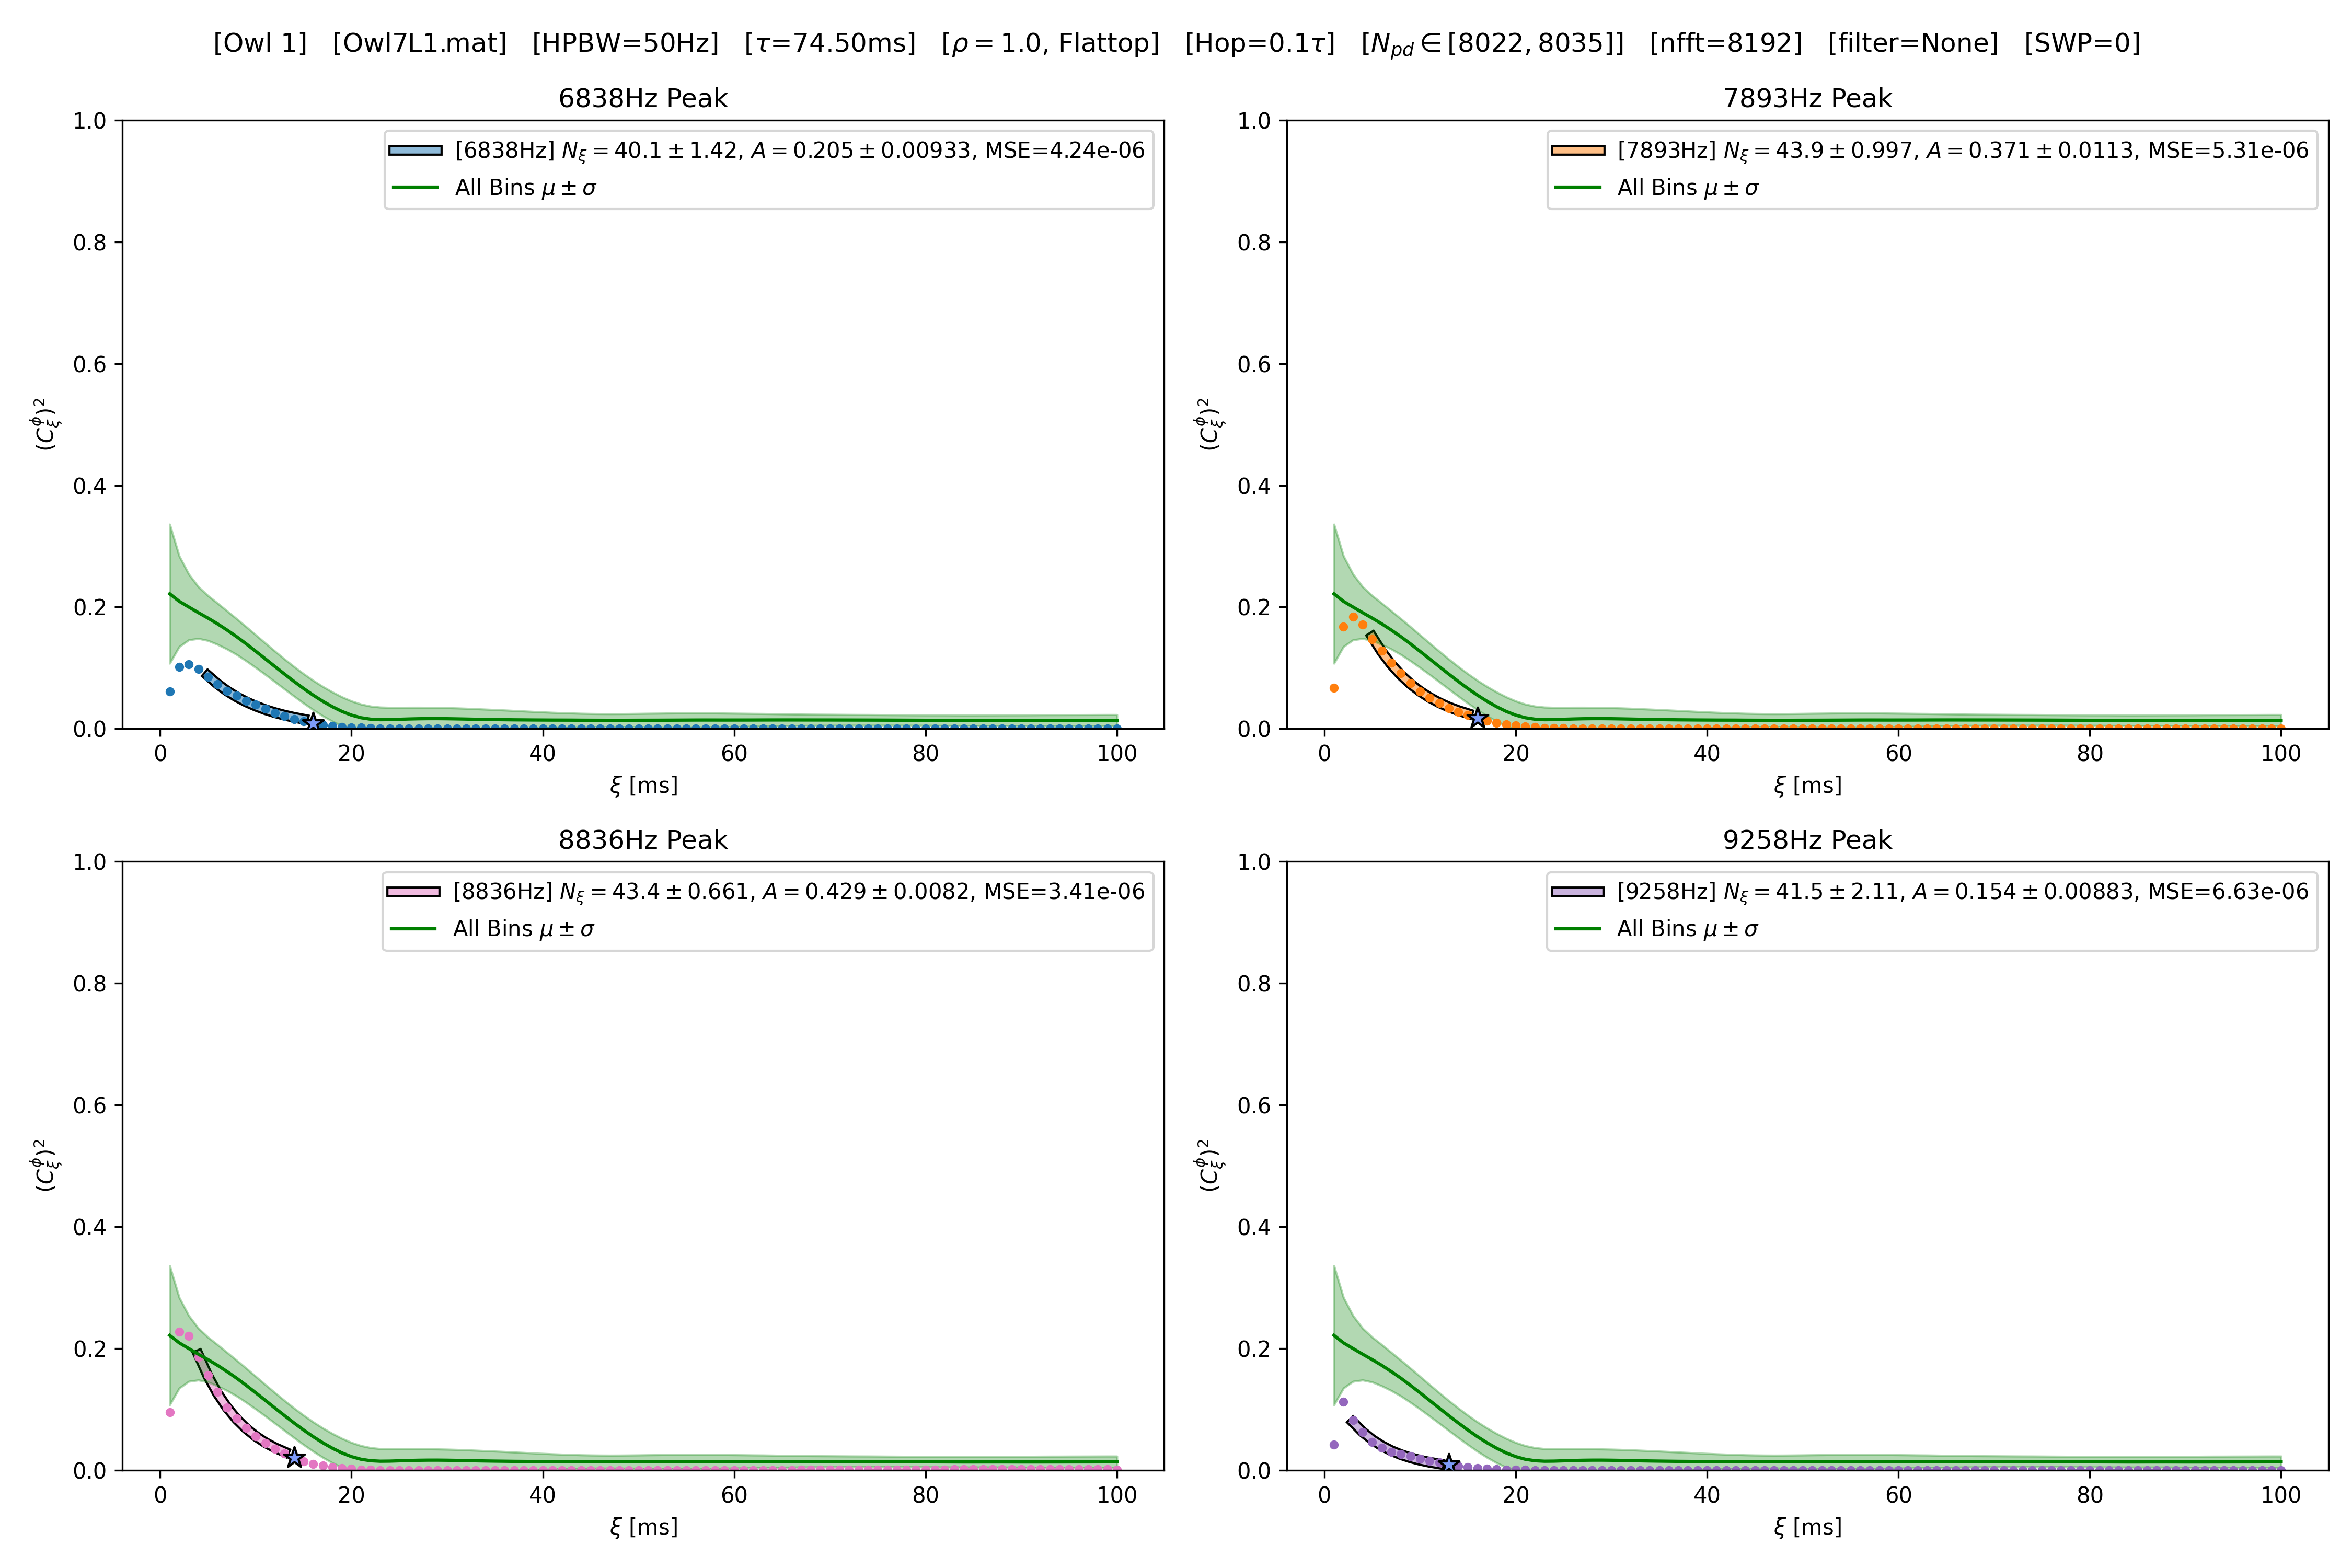 [Owl 1] [Owl7L1.mat] [HPBW=50Hz] [τ=74.50ms] [ρ = 1.0, Flattop] [Hop=0.1τ] [N_pd ∈ [8022, 8035]] [nfft=8192] [filter=None] [SWP=0]
6838Hz Peak
[6838Hz] N_ξ = 40.1 ± 1.42, A = 0.205 ± 0.00933, MSE=4.24e-06
All Bins μ ± σ
1.0
0.8
0.6
0.4
0.2
0.0
(C_ξ^ϕ)²
0 20 40 60 80 100
ξ [ms]
7893Hz Peak
[7893Hz] N_ξ = 43.9 ± 0.997, A = 0.371 ± 0.0113, MSE=5.31e-06
All Bins μ ± σ
1.0
0.8
0.6
0.4
0.2
0.0
(C_ξ^ϕ)²
0 20 40 60 80 100
ξ [ms]
8836Hz Peak
[8836Hz] N_ξ = 43.4 ± 0.661, A = 0.429 ± 0.0082, MSE=3.41e-06
All Bins μ ± σ
1.0
0.8
0.6
0.4
0.2
0.0
(C_ξ^ϕ)²
0 20 40 60 80 100
ξ [ms]
9258Hz Peak
[9258Hz] N_ξ = 41.5 ± 2.11, A = 0.154 ± 0.00883, MSE=6.63e-06
All Bins μ ± σ
1.0
0.8
0.6
0.4
0.2
0.0
(C_ξ^ϕ)²
0 20 40 60 80 100
ξ [ms]